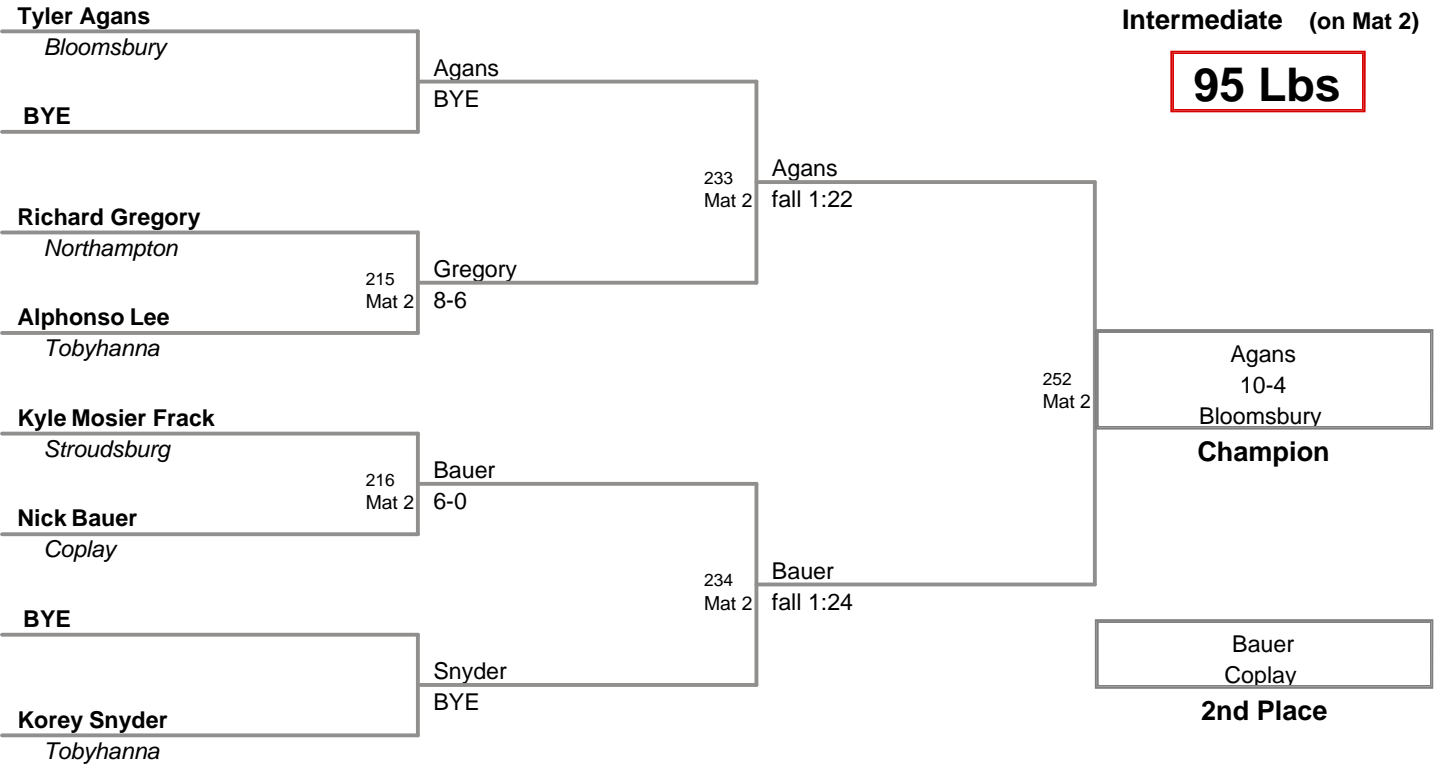 Tyler Agans
Bloomsbury
BYE
Richard Gregory
Northampton
Alphonso Lee
Tobyhanna
Kyle Mosier Frack
Stroudsburg
Nick Bauer
Coplay
BYE
Korey Snyder
Tobyhanna
Agans
BYE
215
Mat 2
Gregory
8-6
216
Mat 2
Bauer
6-0
Snyder
BYE
233
Mat 2
Agans
fall 1:22
234
Mat 2
Bauer
fall 1:24
Intermediate (on Mat 2)
95 Lbs
252
Mat 2
Agans
10-4
Bloomsbury
Champion
Bauer
Coplay
2nd Place